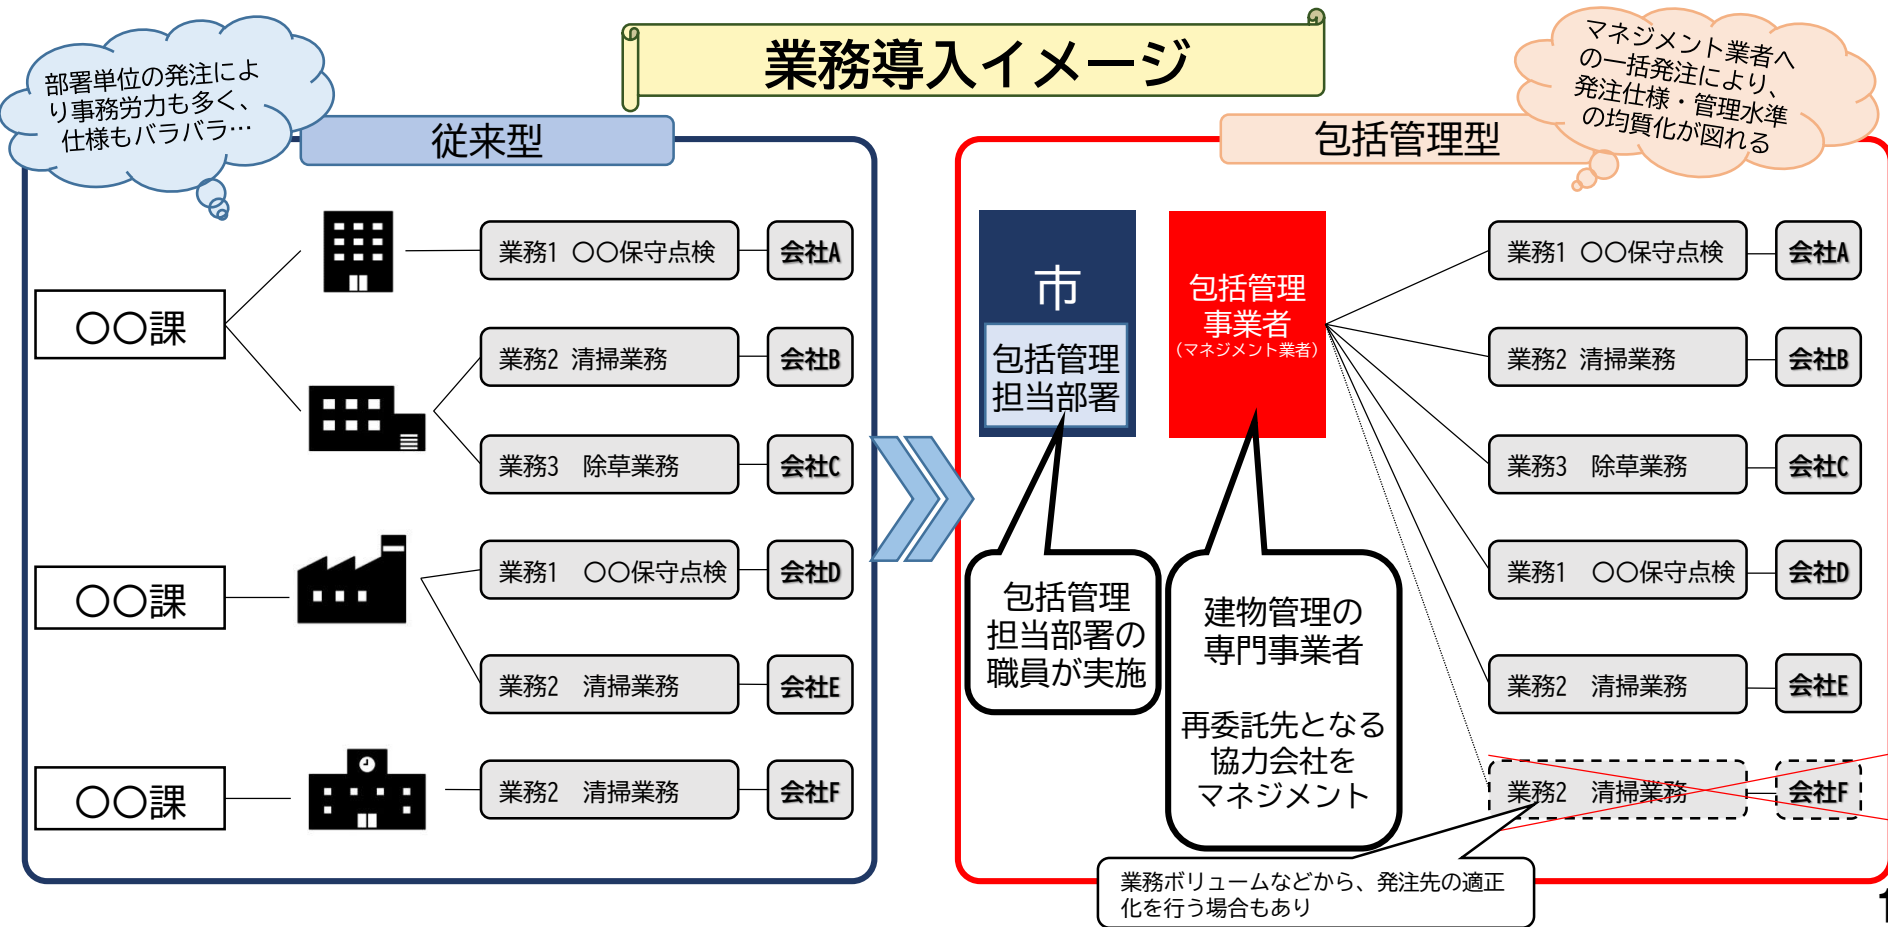 業務導入イメージ
部署単位の発注によ
り事務労力も多く、
仕様もバラバラ…
従来型
〇〇課
業務1 〇〇保守点検
会社A
業務2 清掃業務
会社B
業務3　除草業務
会社C
〇〇課
業務1　〇〇保守点検
会社D
業務2　清掃業務
会社E
〇〇課
業務2　清掃業務
会社F
マネジメント業者へ
の一括発注により、
発注仕様・管理水準
の均質化が図れる
包括管理型
市
包括管理
担当部署
包括管理
担当部署の
職員が実施
包括管理
事業者
（マネジメント業者）
建物管理の
専門事業者
再委託先となる
協力会社を
マネジメント
業務1 〇〇保守点検
会社A
業務2 清掃業務
会社B
業務3　除草業務
会社C
業務1　〇〇保守点検
会社D
業務2　清掃業務
会社E
業務2　清掃業務
会社F
業務ボリュームなどから、発注先の適正
化を行う場合もあり